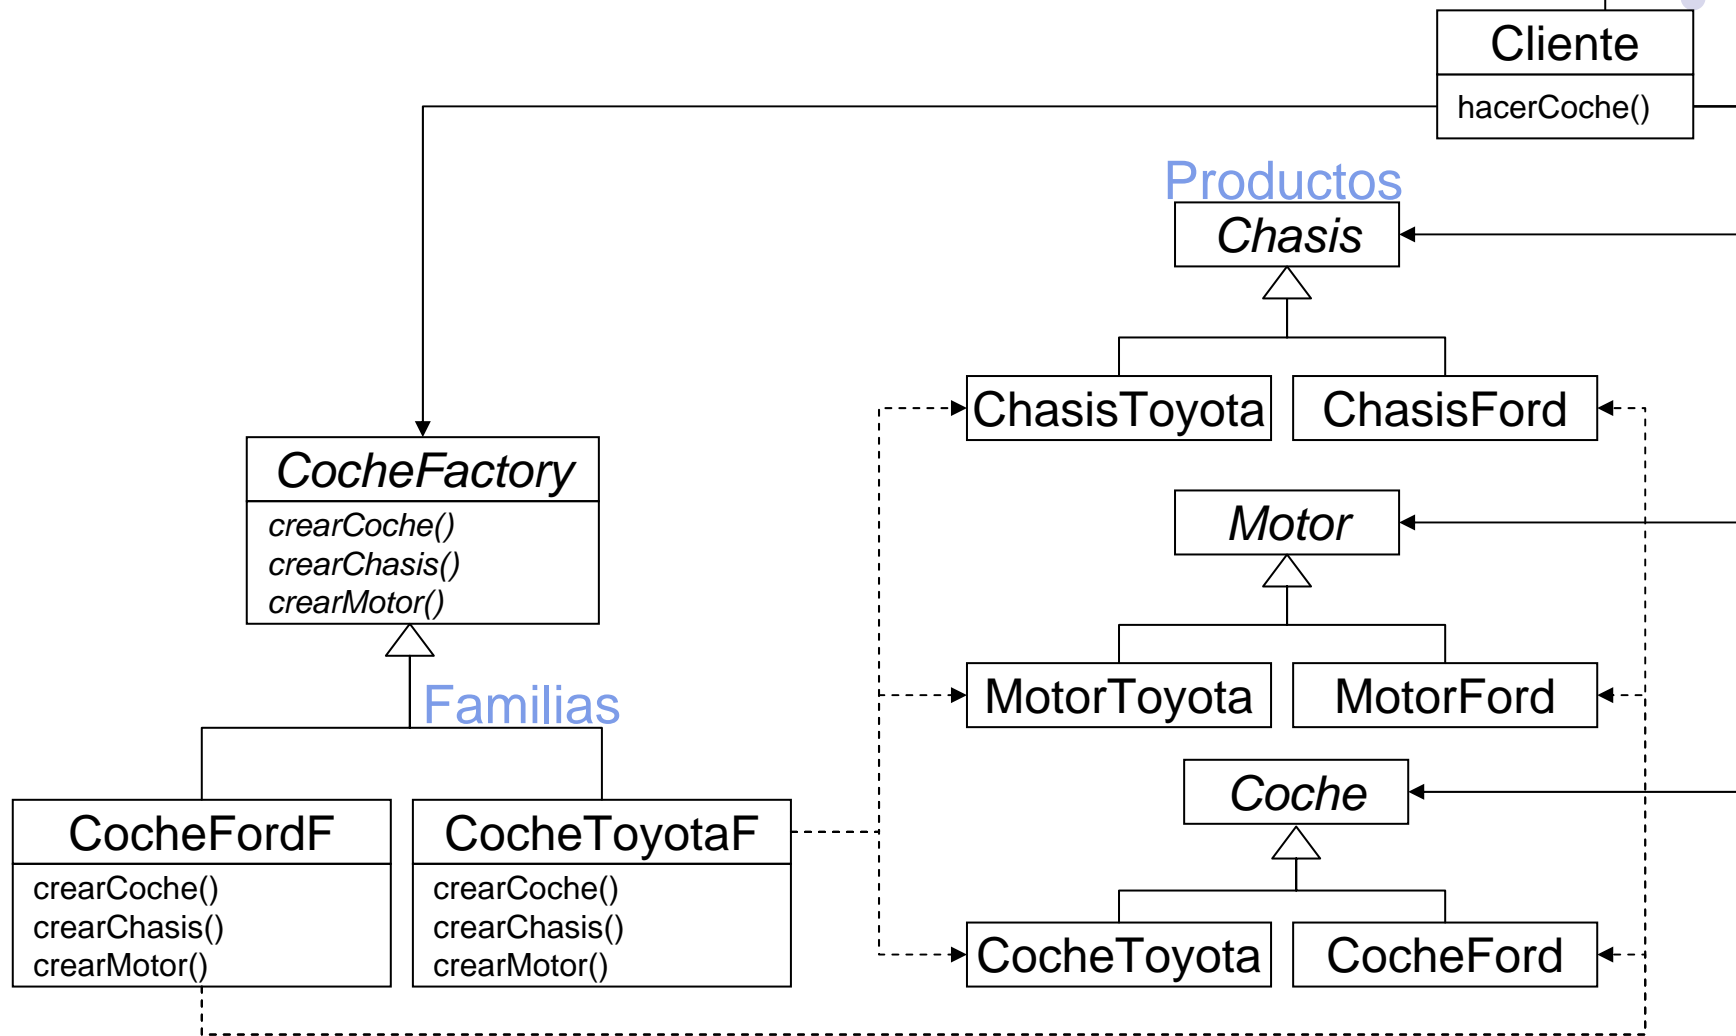 Cliente
hacerCoche()
Productos
Chasis
ChasisToyota
ChasisFord
CocheFactory
crearCoche()
crearChasis()
crearMotor()
Motor
MotorToyota
MotorFord
Familias
Coche
CocheFordF
crearCoche()
crearChasis()
crearMotor()
CocheToyotaF
crearCoche()
crearChasis()
crearMotor()
CocheToyota
CocheFord